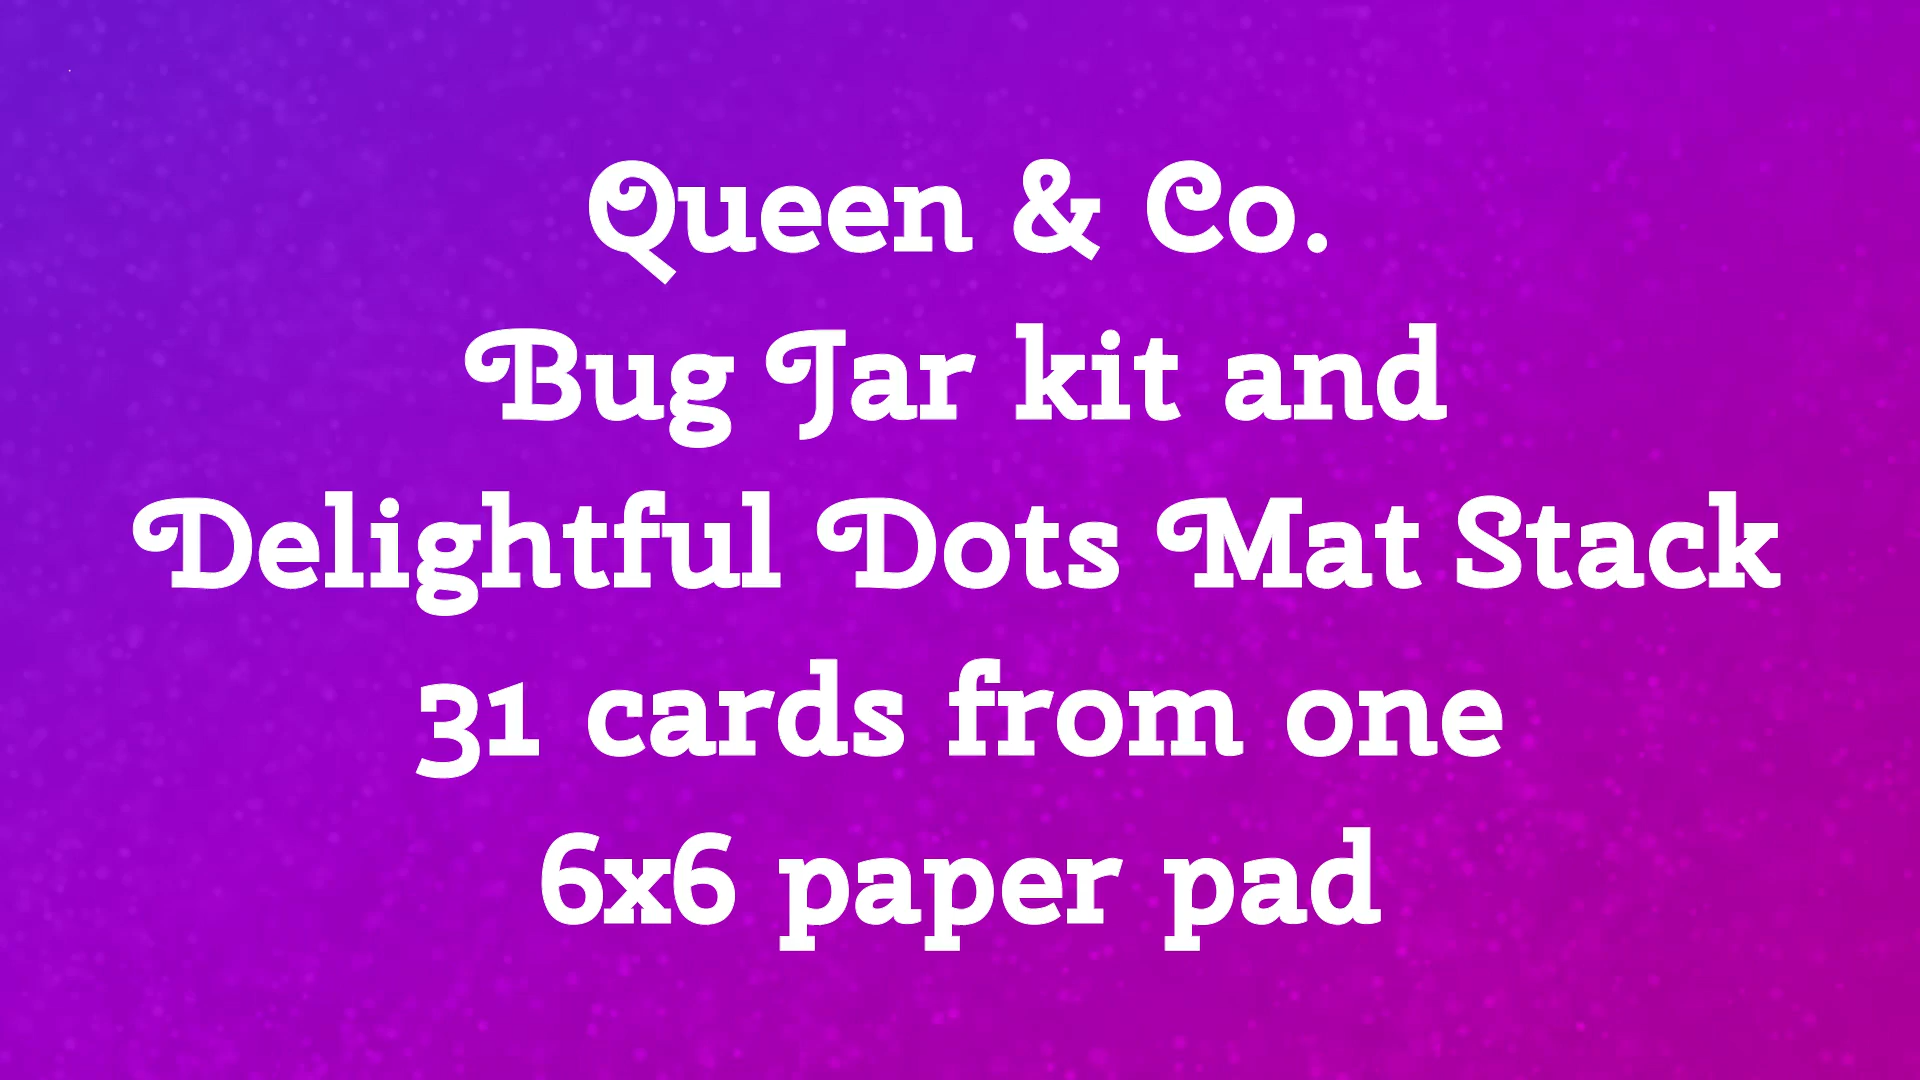 Queen & Co.
Bug Jar kit and
Delightful Dots Mat Stack
31 cards from one
6x6 paper pad